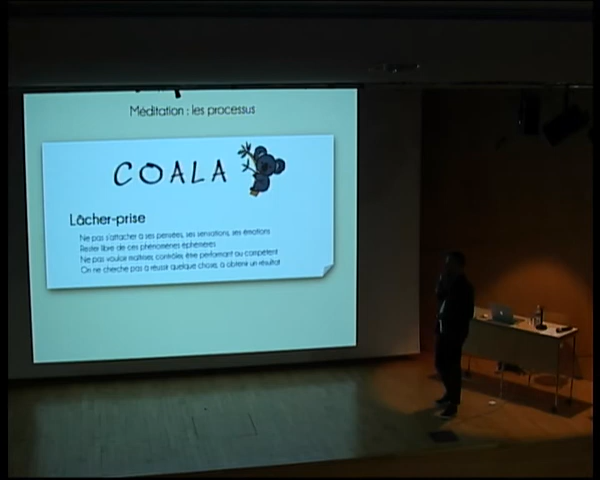 Méditation : les processus
COALA
Lâcher-prise
Ne pas s'attacher à ses pensées, ses sensations, ses émotions
Rester libre de ces phénomènes éphémères
Ne pas vouloir maîtriser, contrôler, être performant ou compétent
On ne cherche pas à réussir quelque chose, à obtenir un résultat